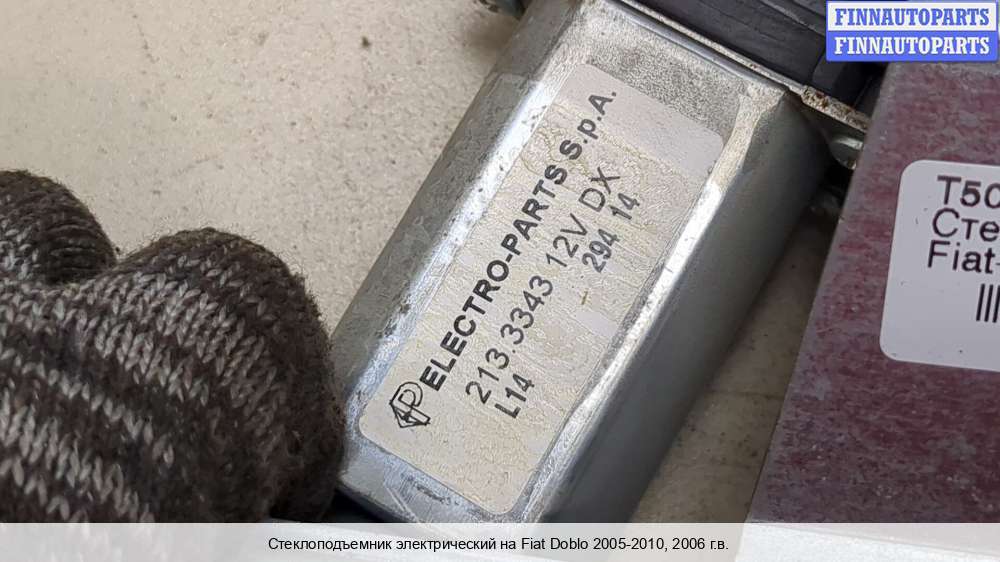 FINNAUTOPARTS
FINNAUTOPARTS
ELECTRO-PARTS S.p.A.
213.3343 12V DX
L14
294 14
T50
Сте
Fiat-
Стеклоподъемник электрический на Fiat Doblo 2005-2010, 2006 г.в.